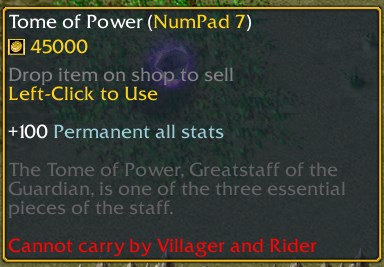 Tome of Power (NumPad 7)
45000
Drop item on shop to sell
Left-Click to Use
+100 Permanent all stats
The Tome of Power, Greatstaff of the
Guardian, is one of the three essential
pieces of the staff.
Cannot carry by Villager and Rider